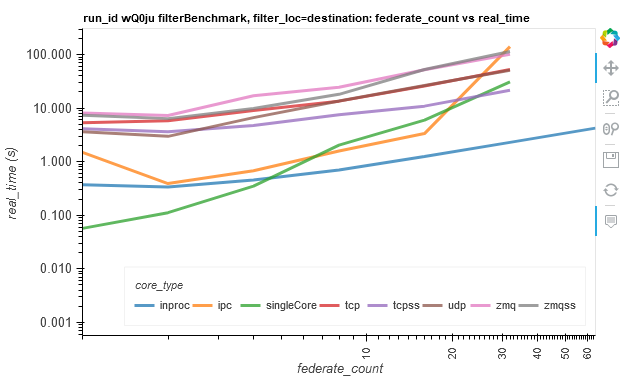 run_id wQ0ju filterBenchmark, filter_loc=destination: federate_count vs real_time
100.000
10.000
1.000
0.100
0.010
0.001
real_time (s)
core_type
inproc ipc singleCore tcp tcpss udp zmq zmqss
10 20 30 40 50 60
federate_count